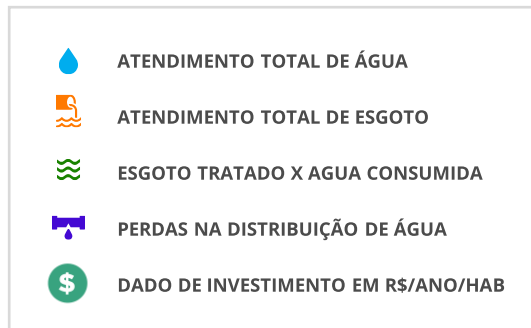 ATENDIMENTO TOTAL DE ÁGUA
ATENDIMENTO TOTAL DE ESGOTO
ESGOTO TRATADO X AGUA CONSUMIDA
PERDAS NA DISTRIBUIÇÃO DE ÁGUA
$ DADO DE INVESTIMENTO EM R$/ANO/HAB